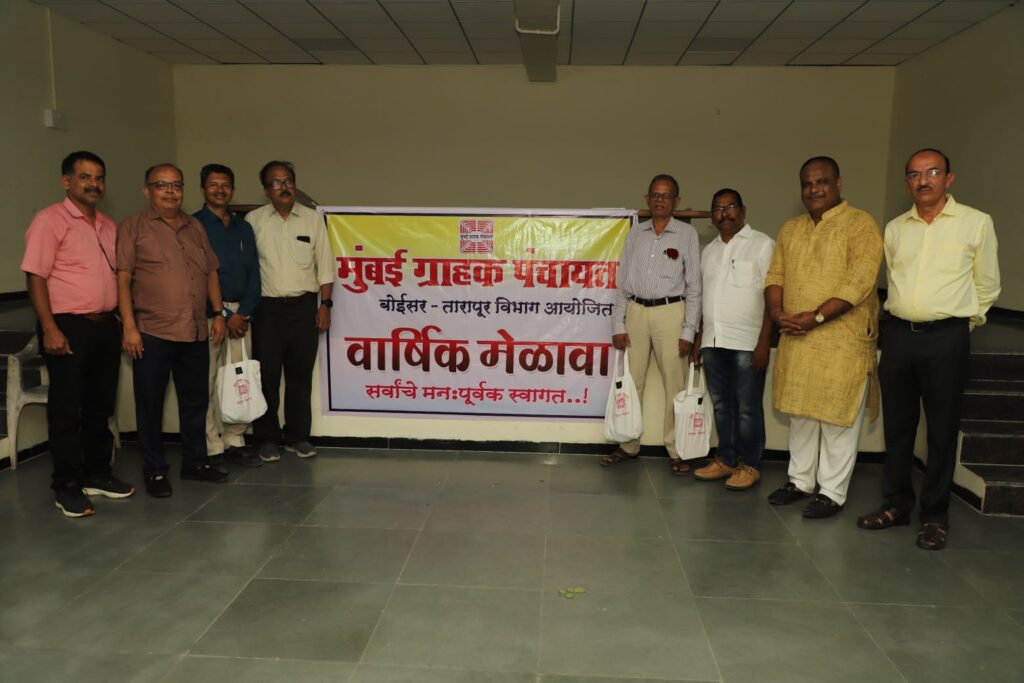 मुंबई ग्राहक पंचायत
बोईसर - तारापूर विभाग आयोजित
वार्षिक मेळावा
सर्वांचे मनःपूर्वक स्वागत..!